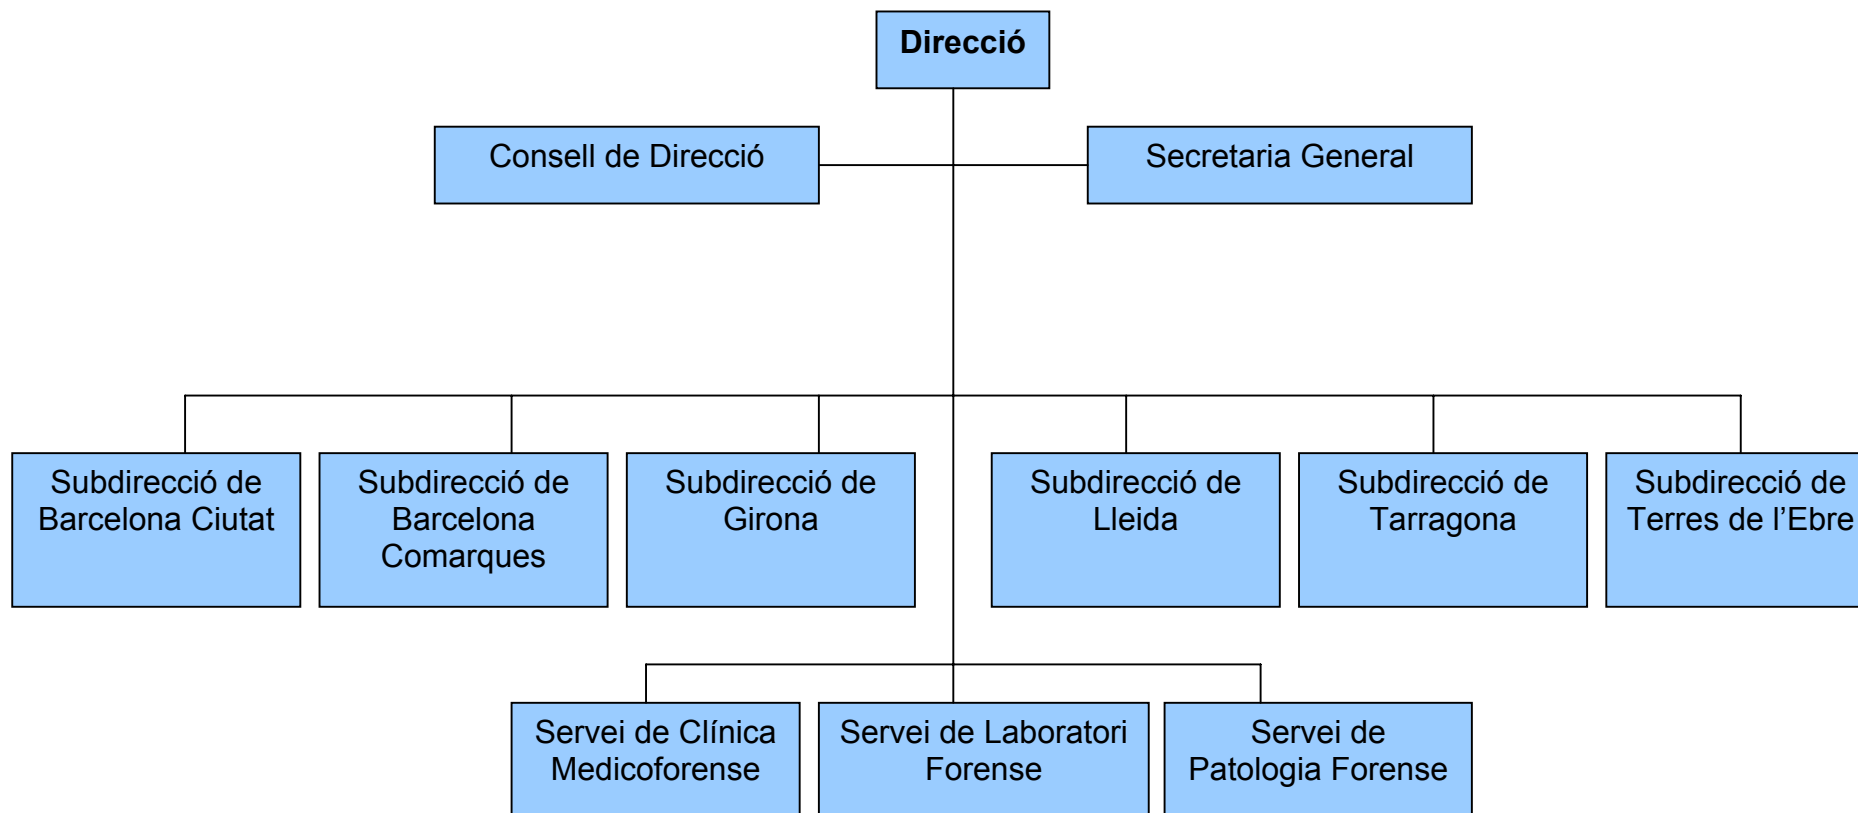 Direcció
Consell de Direcció
Secretaria General
Subdirecció de
Barcelona Ciutat
Subdirecció de
Barcelona
Comarques
Subdirecció de
Girona
Subdirecció de
Lleida
Subdirecció de
Tarragona
Subdirecció de
Terres de l’Ebre
Servei de Clínica
Medicoforense
Servei de Laboratori
Forense
Servei de
Patologia Forense